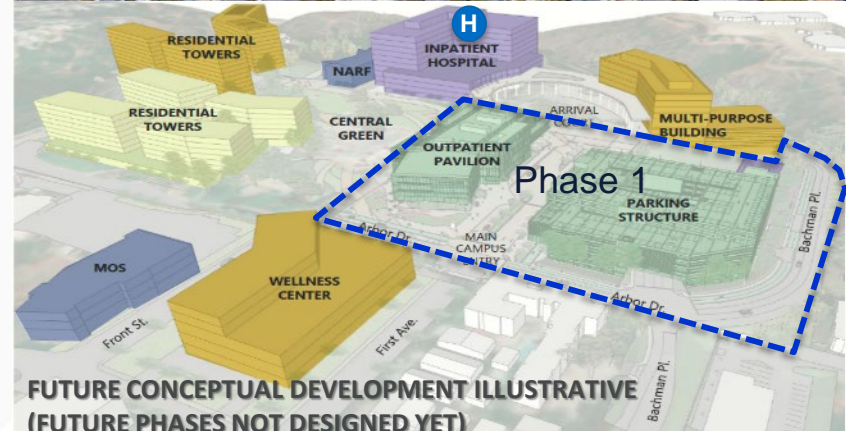 H
RESIDENTIAL
TOWERS
INPATIENT
HOSPITAL
NARF
RESIDENTIAL
TOWERS
CENTRAL
GREEN
ARRIVAL
COURT
MULTI-PURPOSE
BUILDING
OUTPATIENT
PAVILION
Phase 1
PARKING
STRUCTURE
Bachman Pl.
Arbor Dr.
MAIN
CAMPUS
ENTRY
MOS
WELLNESS
CENTER
Arbor Dr.
Front St.
First Ave.
Bachman Pl.
FUTURE CONCEPTUAL DEVELOPMENT ILLUSTRATIVE
(FUTURE PHASES NOT DESIGNED YET)